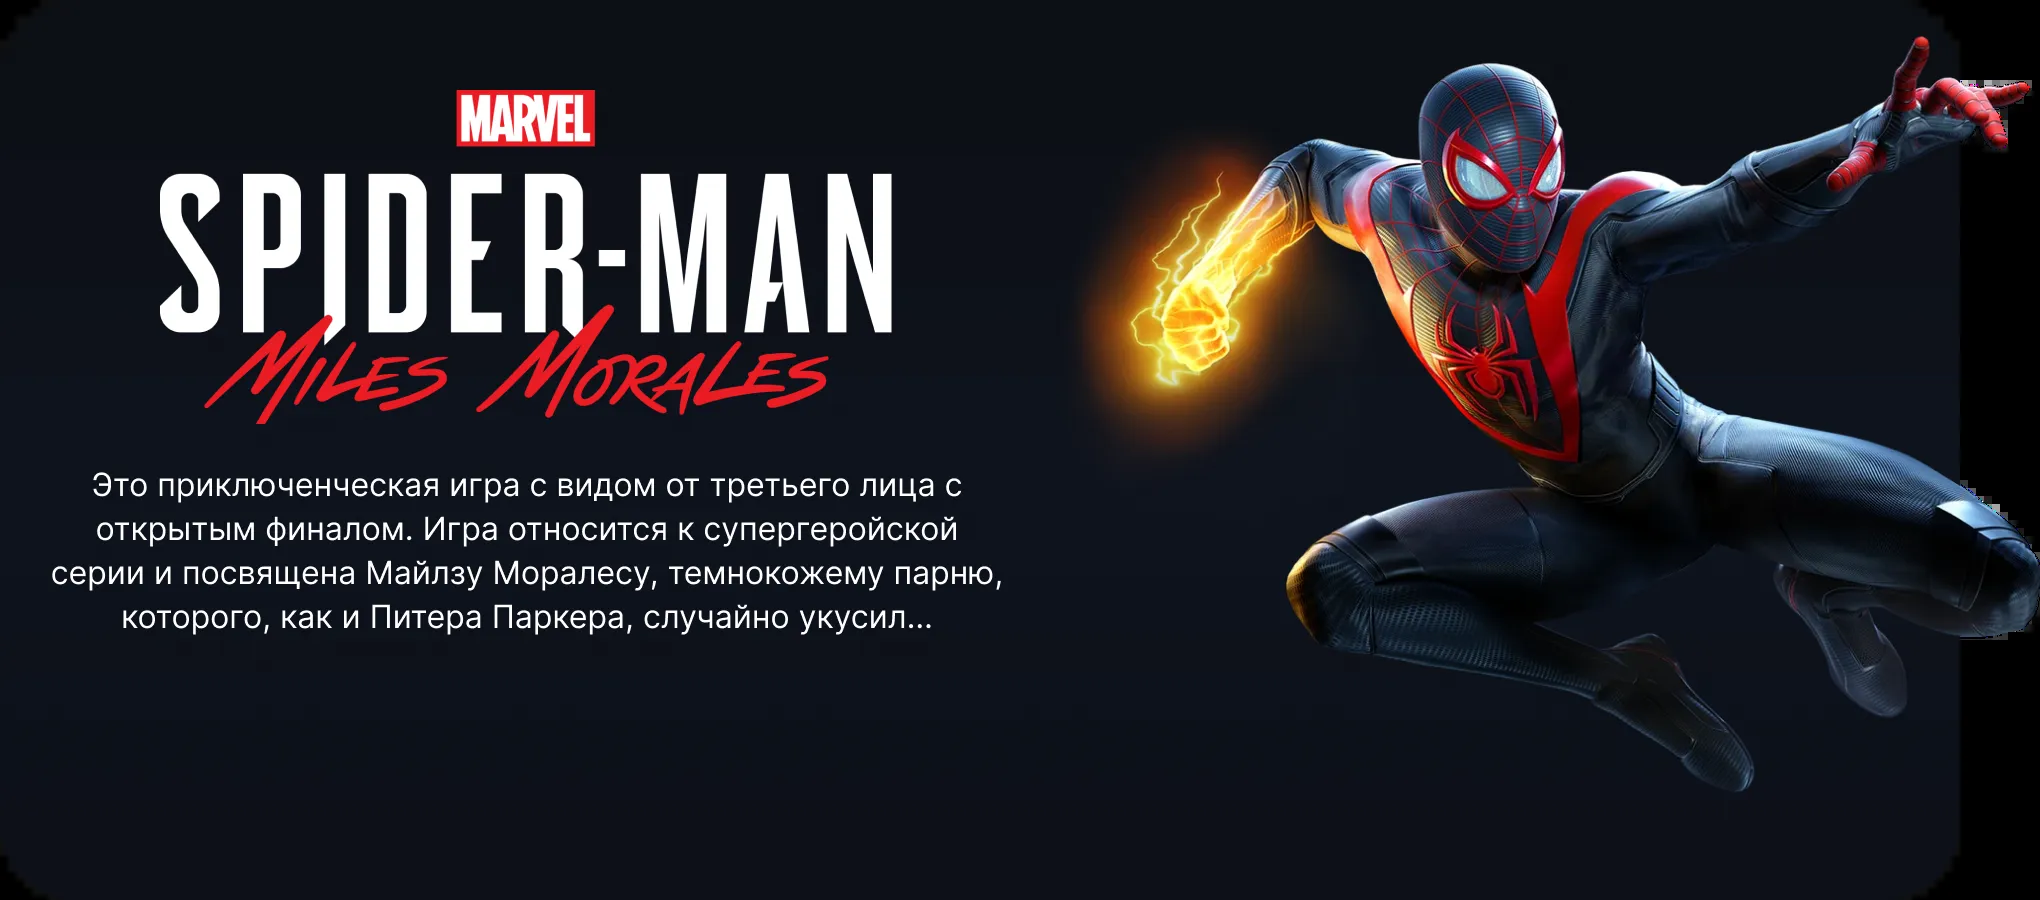 MARVEL
SPIDER-MAN
MILES MORALES
Это приключенческая игра с видом от третьего лица с
открытым финалом. Игра относится к супергеройской
серии и посвящена Майлзу Моралесу, темнокожему парню,
которого, как и Питера Паркера, случайно укусил...